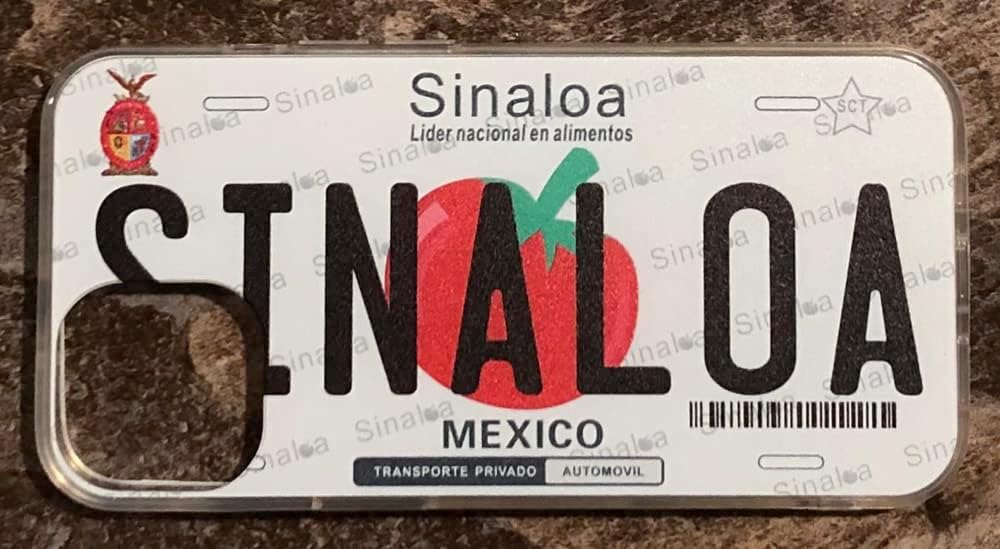 Sinaloa
Lider nacional en alimentos
SCT
SINALOA
MEXICO
TRANSPORTE PRIVADO AUTOMOVIL